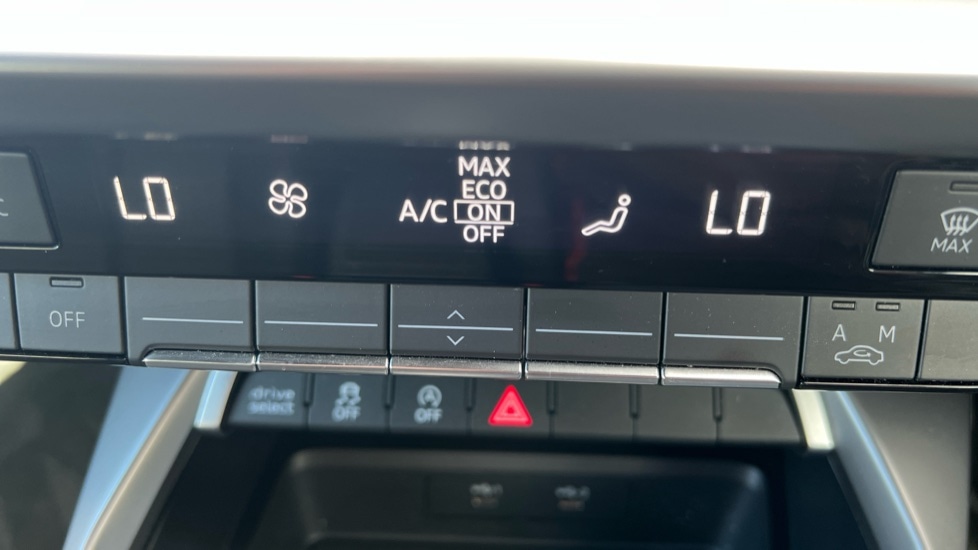 MAX
LO ECO LO
A/C ON
OFF
MAX
OFF
A M
drive
select
OFF
OFF